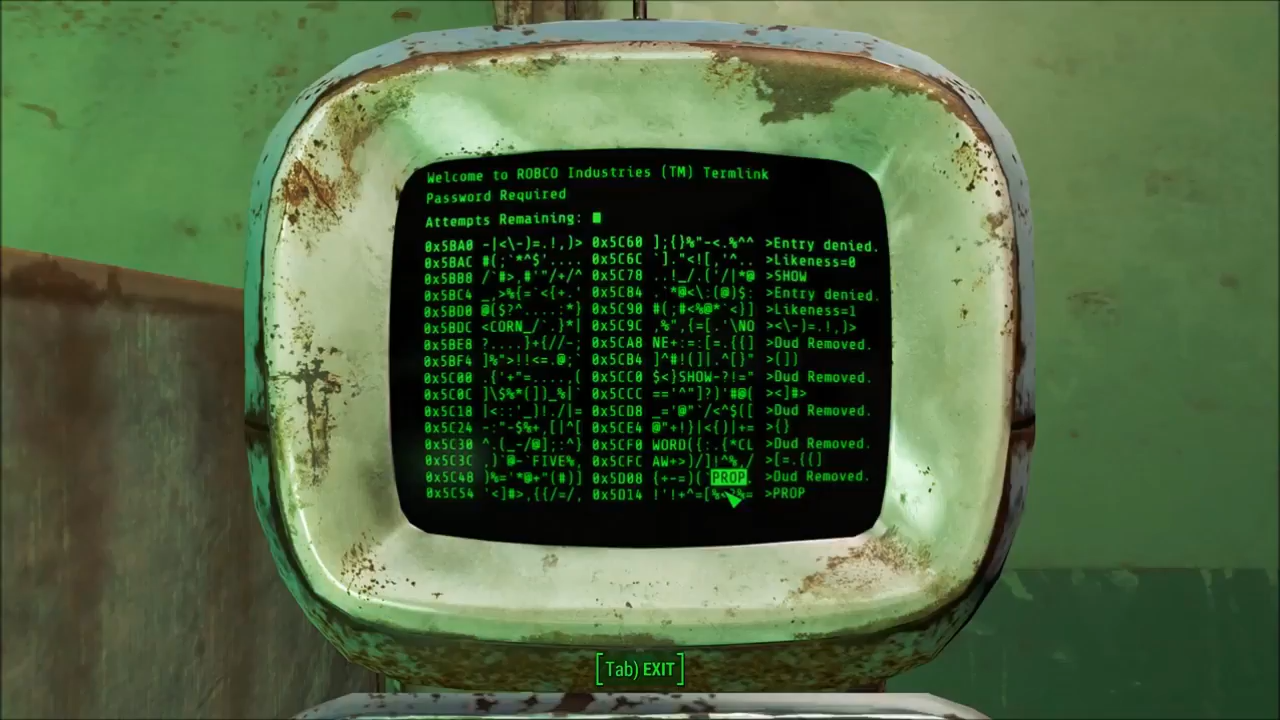 Welcome to ROBCO Industries (TM) Termlink
Password Required
Attempts Remaining: ■
0x5BA0 -|<\-)=.!,)> 0x5C60 ];{}%"-<.%^^ >Entry denied.
0x5BAC #(;`*^$'.... 0x5C6C `]."<![,'^.. >Likeness=0
0x5BB8 /`#>,#'"/+/^ 0x5C78 ..!_/.('/|*@ >SHOW
0x5BC4 _,>%{=`<{+.' 0x5C84 .`*@<\:(@)$: >Entry denied.
0x5BD0 @($?^....:*} 0x5C90 #(;#<%@*`<]] >Likeness=1
0x5BDC <CORN_/`.}*| 0x5C9C ,%",{=[.'\NO ><\-)=.!,)>
0x5BE8 ?....}+{//-; 0x5CA8 NE+:=:[=.{[] >Dud Removed.
0x5BF4 ]%">!!<=.@;` 0x5CB4 ]^#!(]|.^[}" >(])
0x5C00 .{'+"=....,( 0x5CC0 $<}SHOW-?!=" >Dud Removed.
0x5C0C ]\$%*(])_%|` 0x5CCC =='^"]?)'#@( ><]#>
0x5C18 |<::'_)!./|= 0x5CD8 _='@"`/<^$([ >Dud Removed.
0x5C24 -:"-$%+,[|^[ 0x5CE4 @"+!)|<{)|+= >{}
0x5C30 ^.(_-/@];:^} 0x5CF0 WORD({:.{*CL >Dud Removed.
0x5C3C ,)`@-`FIVE%, 0x5CFC AW+>)/]!^%,/ >[=.{[]
0x5C48 )%='*@+"(#)] 0x5D08 {+-=)(`PROP. >Dud Removed.
0x5C54 '<]#>,{{/=/, 0x5D14 !'!+^=[%<?%= >PROP
[Tab) EXIT]